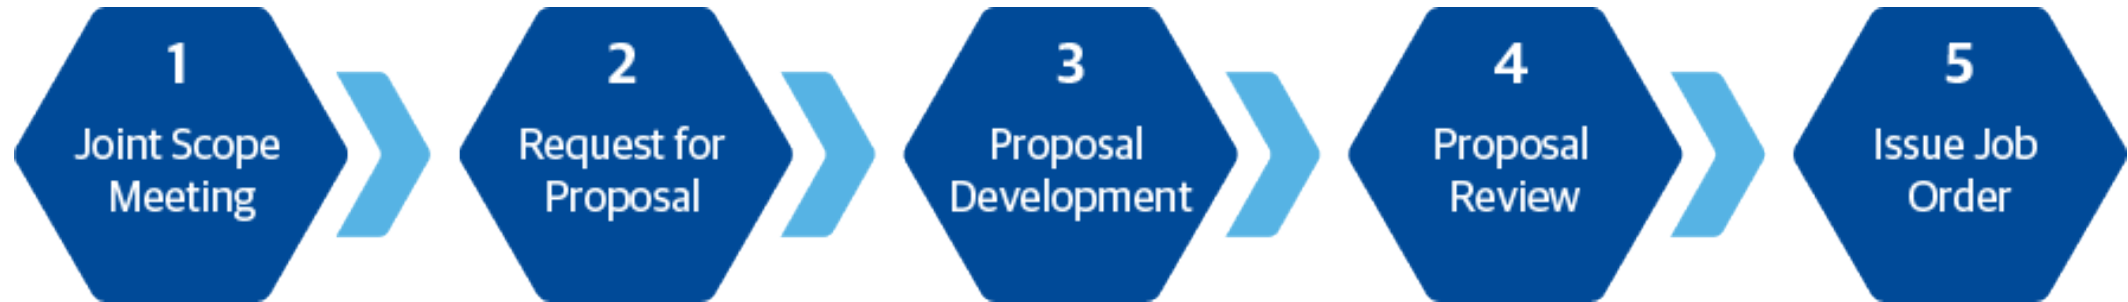 1
Joint Scope
Meeting
2
Request for
Proposal
3
Proposal
Development
4
Proposal
Review
5
Issue Job
Order